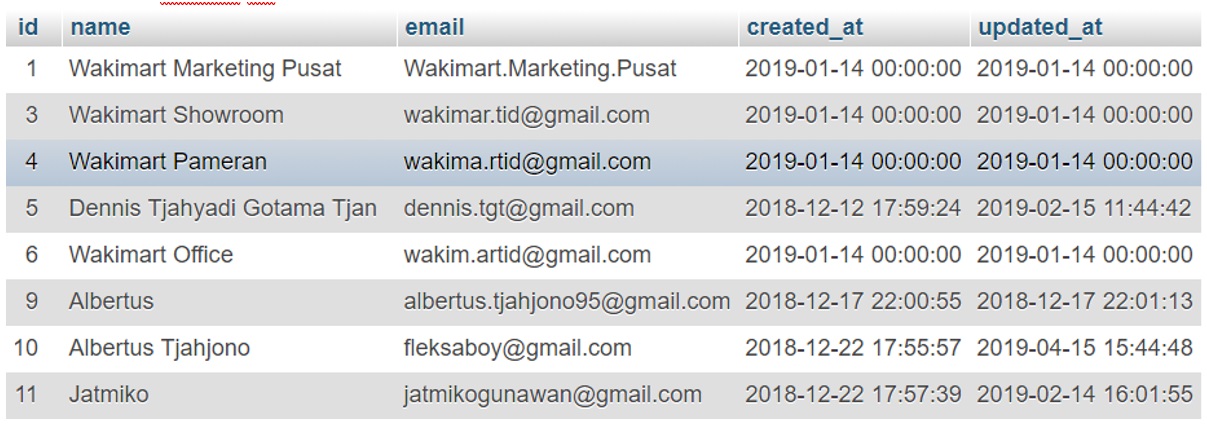 id name email created_at updated_at
1 Wakimart Marketing Pusat Wakimart.Marketing.Pusat 2019-01-14 00:00:00 2019-01-14 00:00:00
3 Wakimart Showroom wakimar.tid@gmail.com 2019-01-14 00:00:00 2019-01-14 00:00:00
4 Wakimart Pameran wakima.rtid@gmail.com 2019-01-14 00:00:00 2019-01-14 00:00:00
5 Dennis Tjahyadi Gotama Tjan dennis.tgt@gmail.com 2018-12-12 17:59:24 2019-02-15 11:44:42
6 Wakimart Office wakim.artid@gmail.com 2019-01-14 00:00:00 2019-01-14 00:00:00
9 Albertus albertus.tjahjono95@gmail.com 2018-12-17 22:00:55 2018-12-17 22:01:13
10 Albertus Tjahjono fleksaboy@gmail.com 2018-12-22 17:55:57 2019-04-15 15:44:48
11 Jatmiko jatmikogunawan@gmail.com 2018-12-22 17:57:39 2019-02-14 16:01:55